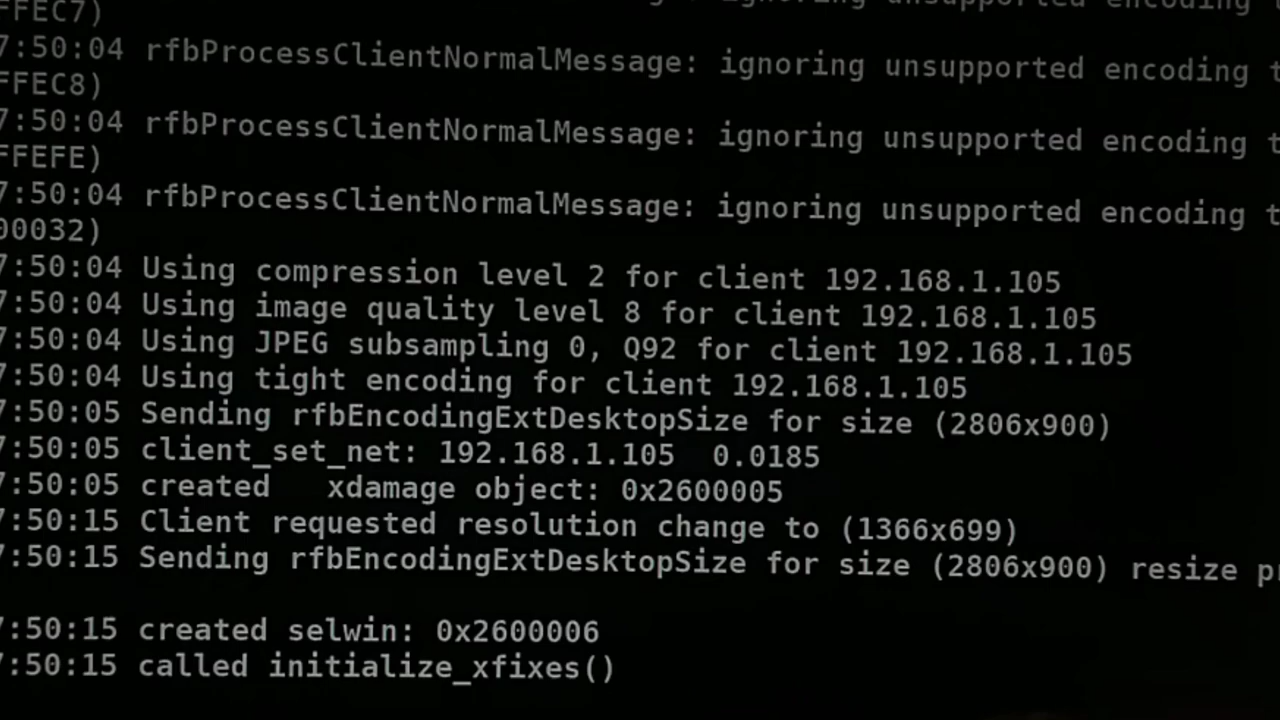 FFEC7)
7:50:04 rfbProcessClientNormalMessage: ignoring unsupported encoding t
FFEC8)
7:50:04 rfbProcessClientNormalMessage: ignoring unsupported encoding t
FFEFE)
7:50:04 rfbProcessClientNormalMessage: ignoring unsupported encoding t
00032)
7:50:04 Using compression level 2 for client 192.168.1.105
7:50:04 Using image quality level 8 for client 192.168.1.105
7:50:04 Using JPEG subsampling 0, Q92 for client 192.168.1.105
7:50:04 Using tight encoding for client 192.168.1.105
7:50:05 Sending rfbEncodingExtDesktopSize for size (2806x900)
7:50:05 client_set_net: 192.168.1.105 0.0185
7:50:05 created xdamage object: 0x2600005
7:50:15 Client requested resolution change to (1366x699)
7:50:15 Sending rfbEncodingExtDesktopSize for size (2806x900) resize p
7:50:15 created selwin: 0x2600006
7:50:15 called initialize_xfixes()